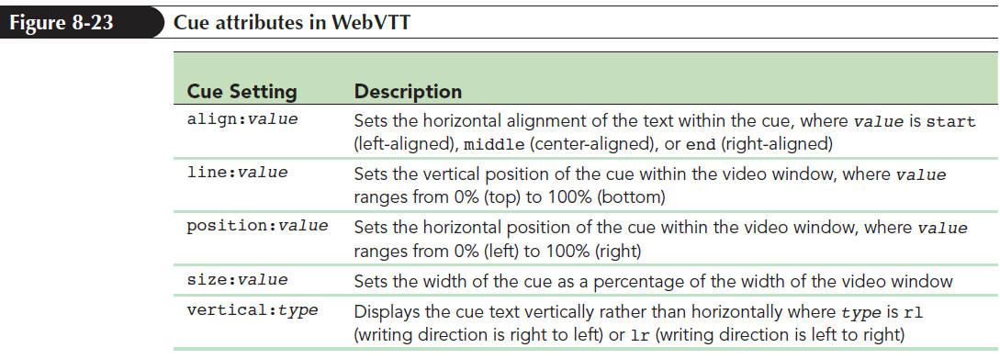 Figure 8-23 Cue attributes in WebVTT
Cue Setting Description
align:value Sets the horizontal alignment of the text within the cue, where value is start
(left-aligned), middle (center-aligned), or end (right-aligned)
line:value Sets the vertical position of the cue within the video window, where value
ranges from 0% (top) to 100% (bottom)
position:value Sets the horizontal position of the cue within the video window, where value
ranges from 0% (left) to 100% (right)
size:value Sets the width of the cue as a percentage of the width of the video window
vertical:type Displays the cue text vertically rather than horizontally where type is rl
(writing direction is right to left) or lr (writing direction is left to right)